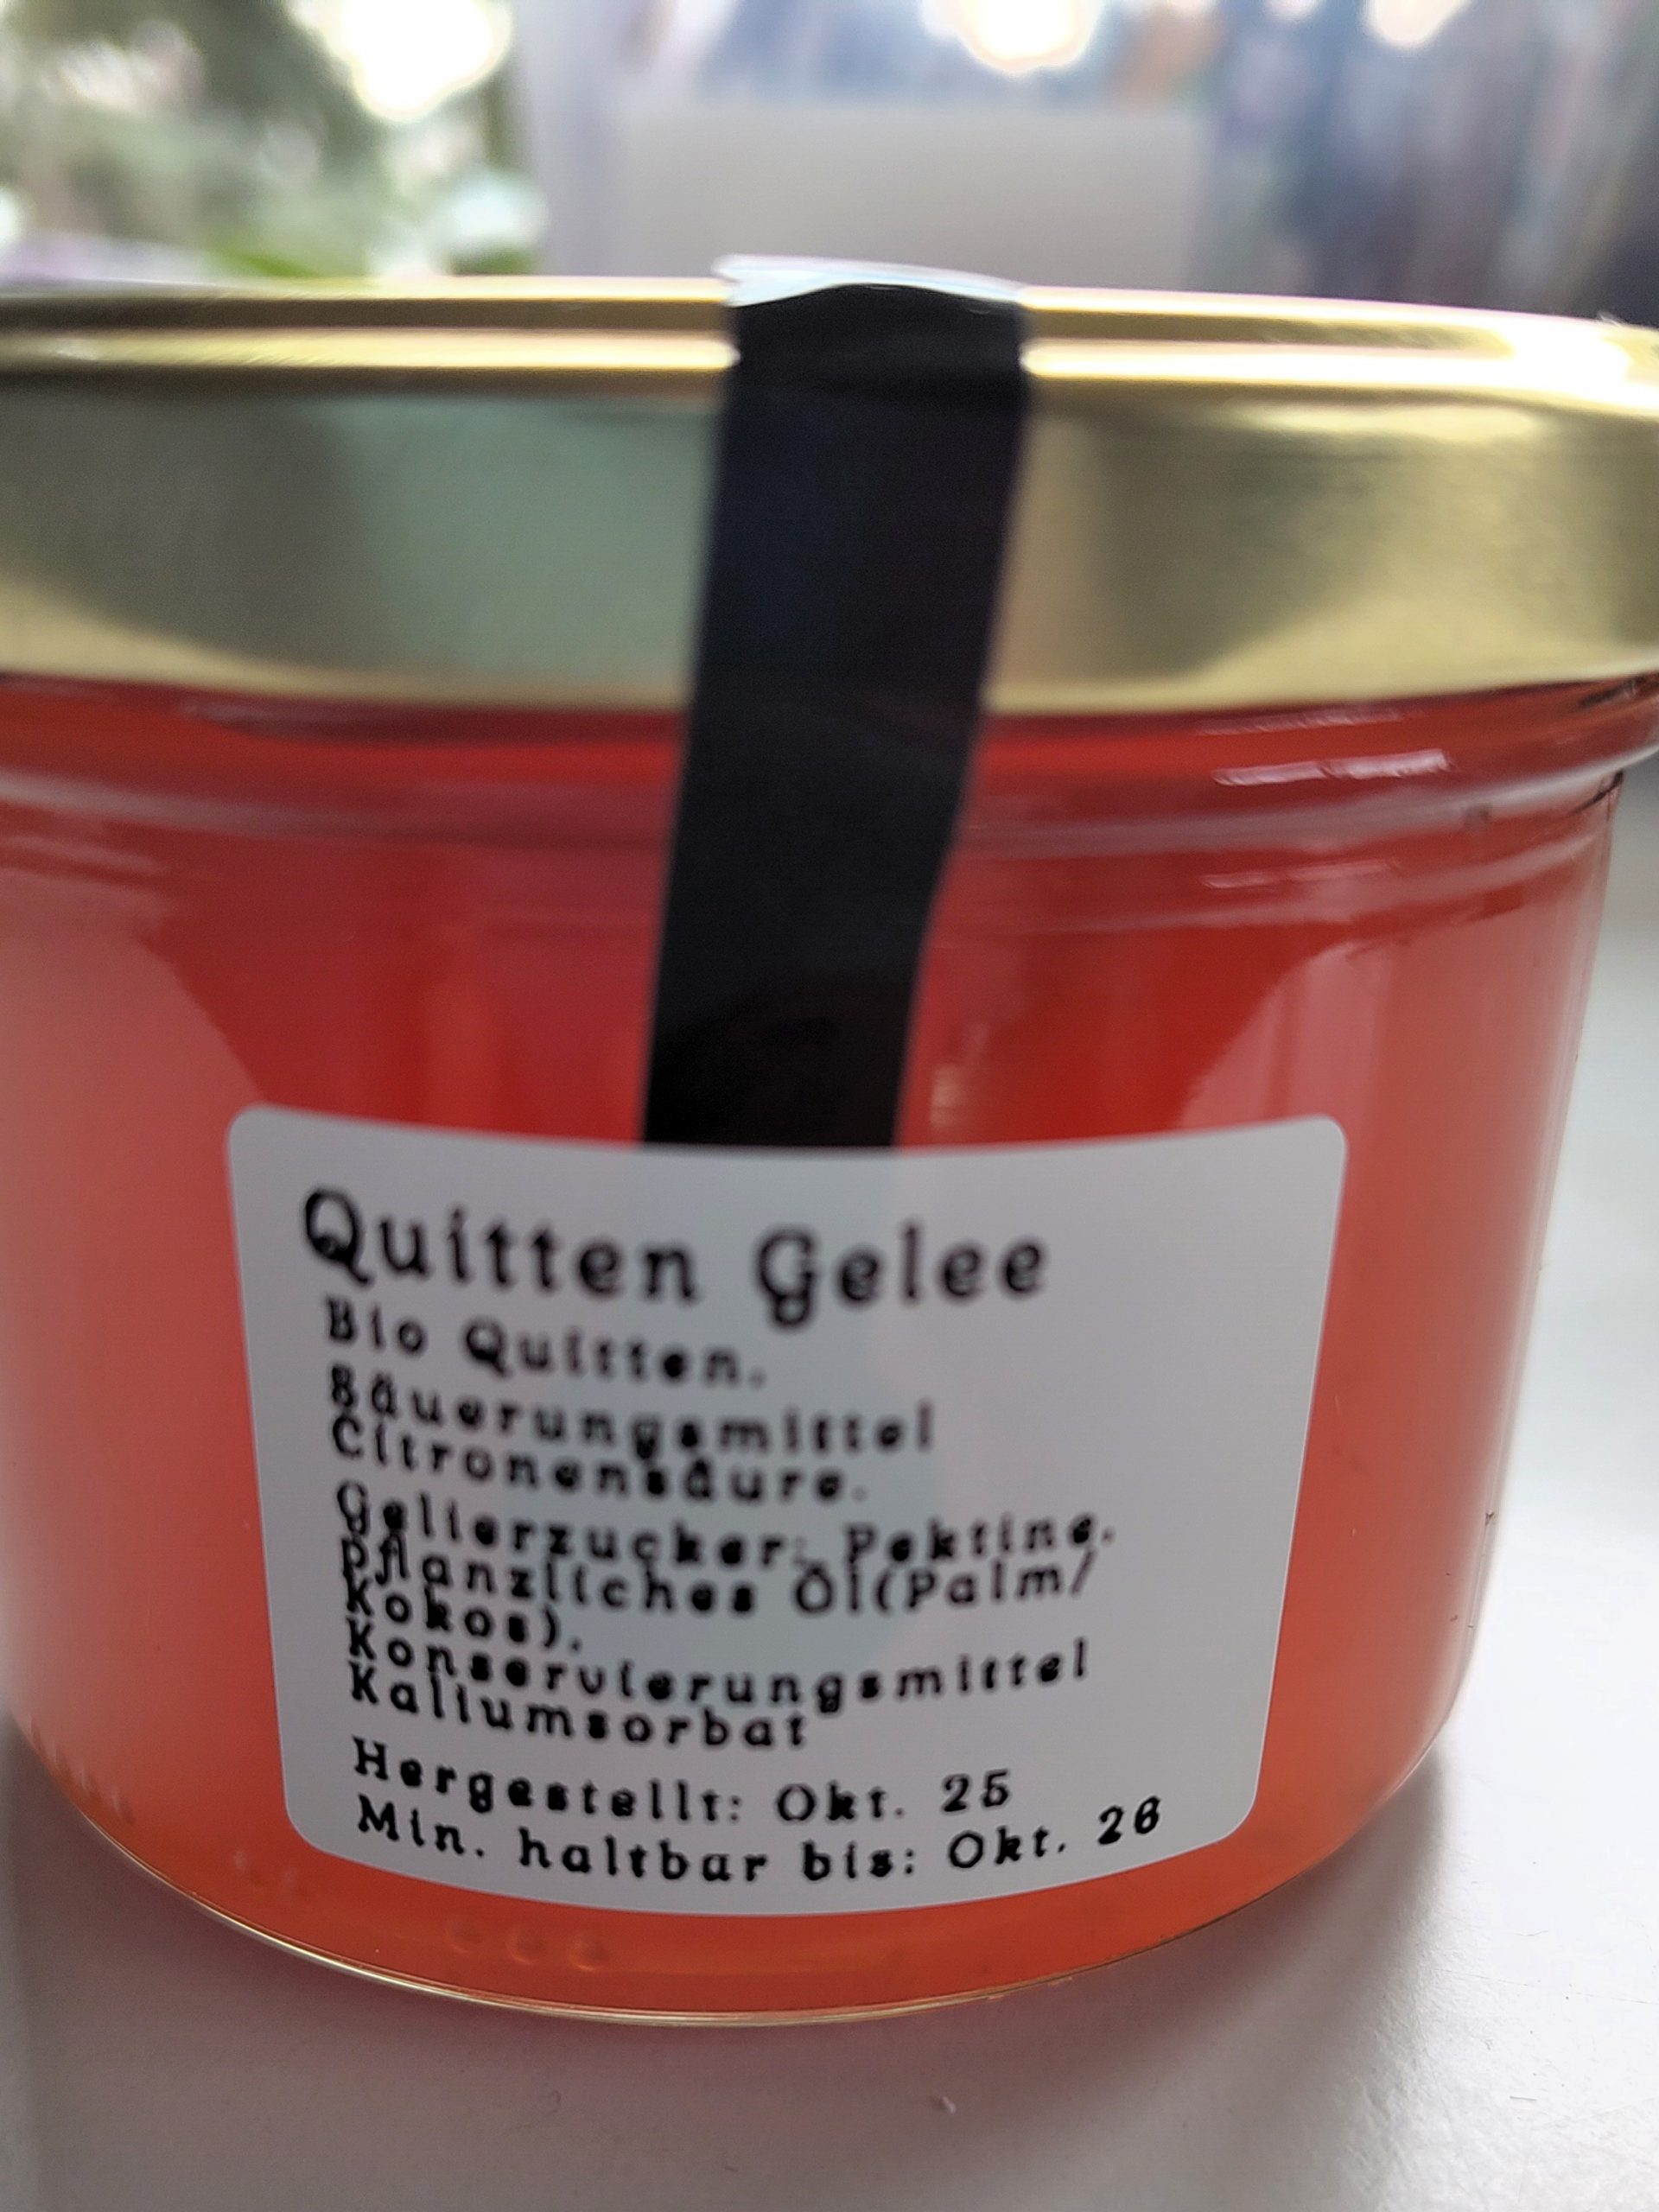 Quitten Gelee
Bio Quitten,
Säuerungsmittel
Citronensäure,
Gelierzucker: Pektine,
pflanzliches Öl(Palm/
Kokos),
Konservierungsmittel
Kaliumsorbat
Hergestellt: Okt. 25
Min. haltbar bis: Okt. 26